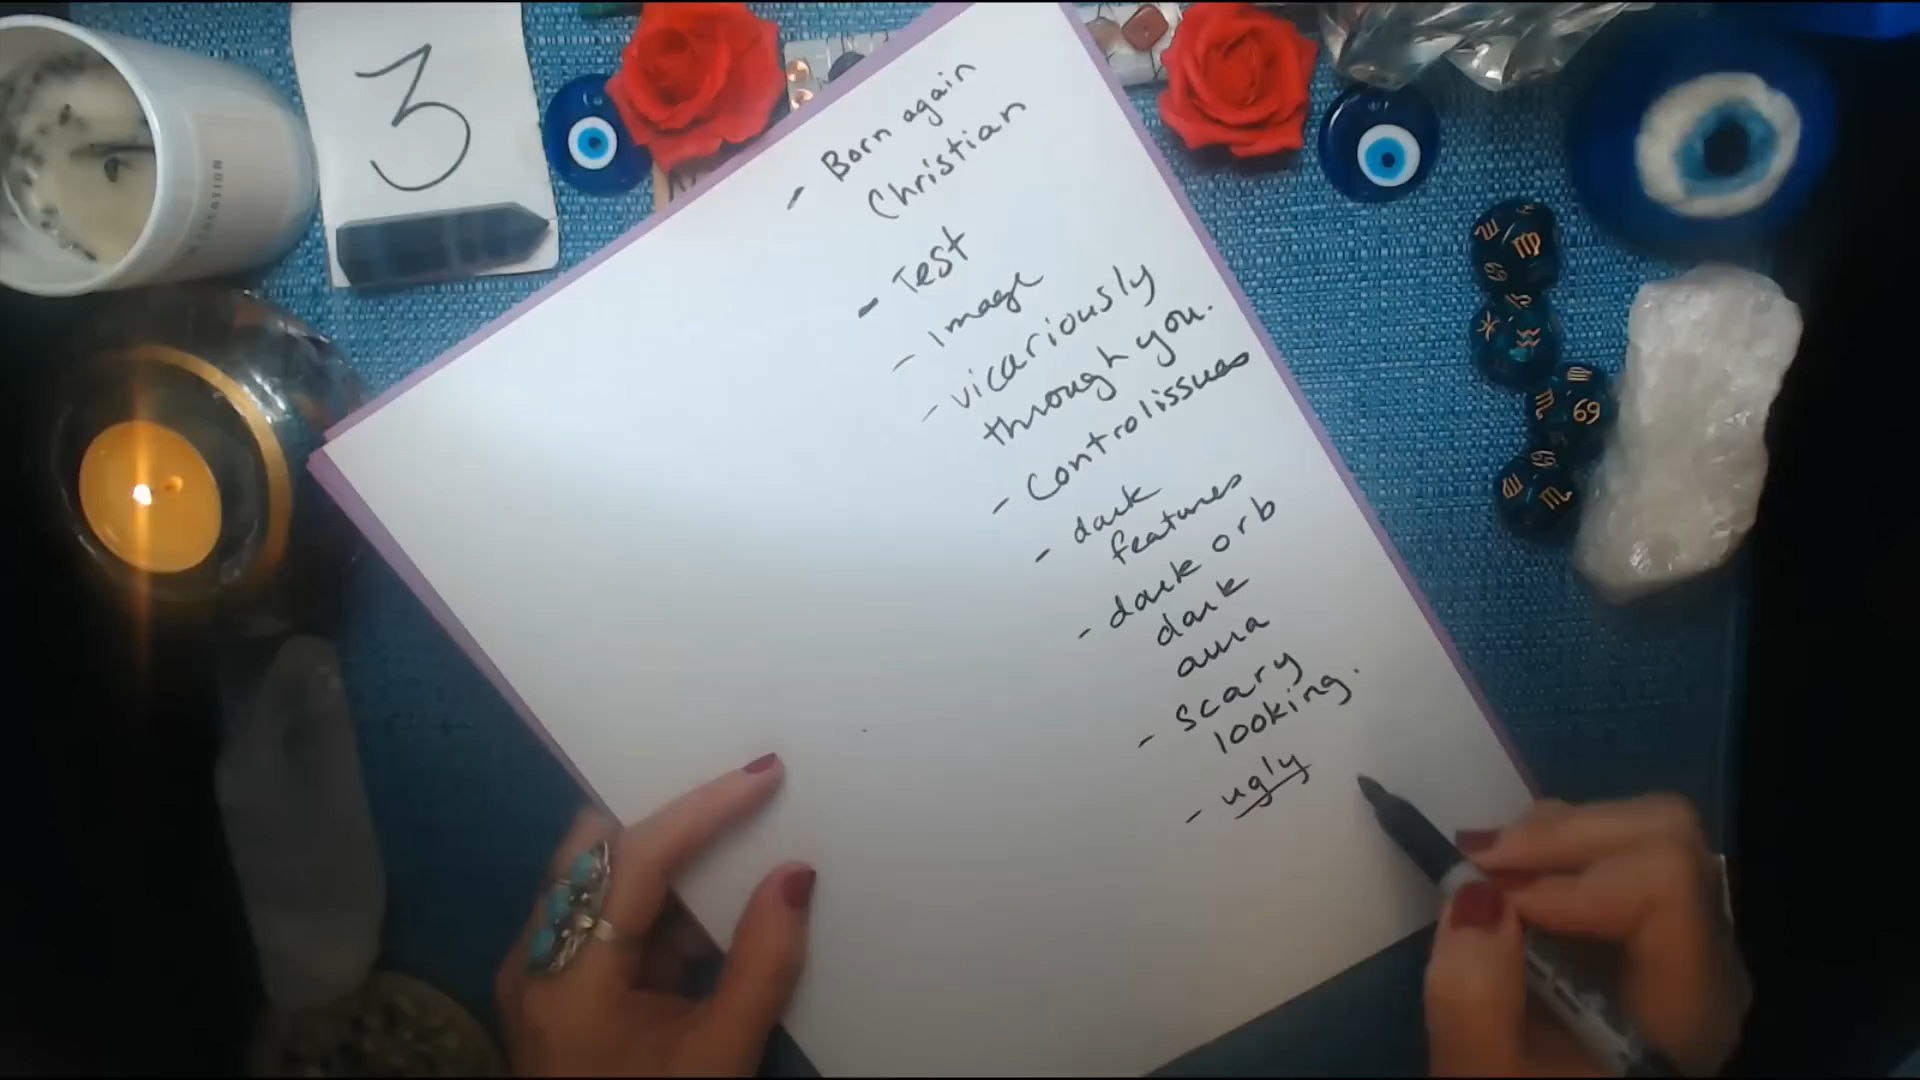 3
- Born again
Christian
- Test
- Image
- vicariously
through you.
- Control issues
- dark
features
- dark orb
dark
aura
- scary
looking.
- ugly